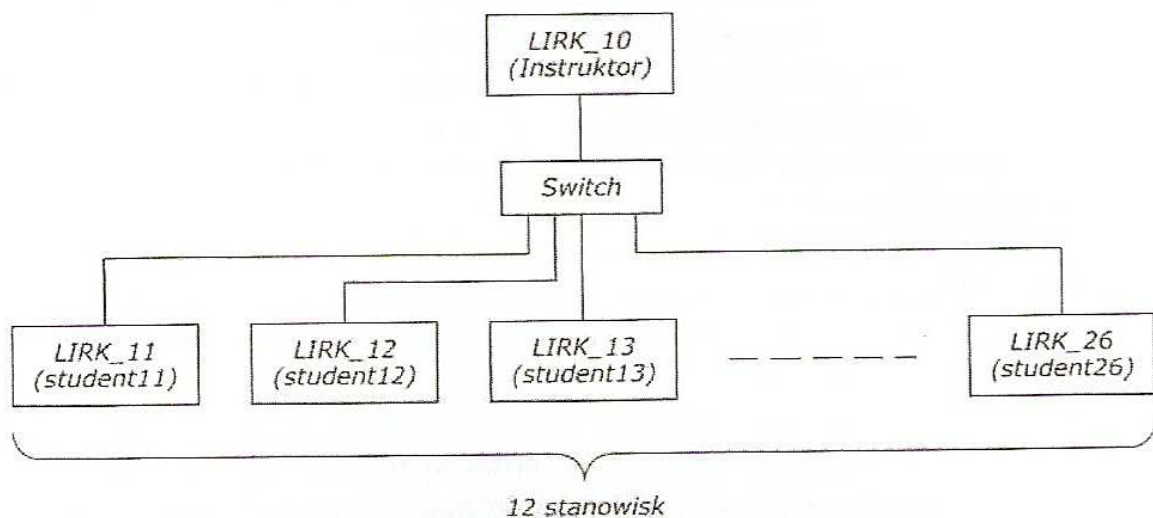 LIRK_10
(Instruktor)
Switch
LIRK_11
(student11)
LIRK_12
(student12)
LIRK_13
(student13)
LIRK_26
(student26)
12 stanowisk